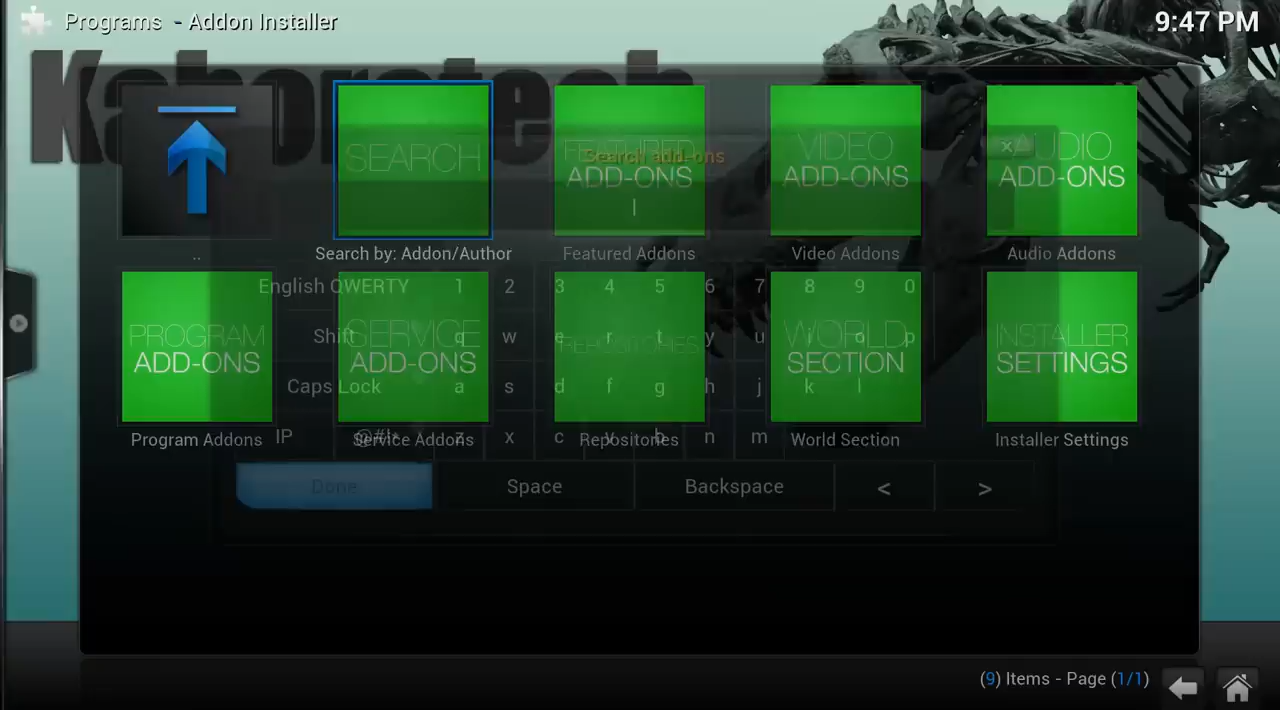 Programs - Addon Installer
9:47 PM
Kaborotech
SEARCH
FEATURED
ADD-ONS
VIDEO
ADD-ONS
AUDIO
ADD-ONS
Search add-ons
..
Search by: Addon/Author
Featured Addons
Video Addons
Audio Addons
English QWERTY 1 2 3 4 5 6 7 8 9 0
Shift q w e r t y u i o p
Caps Lock a s d f g h j k l
IP @#! z x c v b n m
PROGRAM
ADD-ONS
SERVICE
ADD-ONS
REPOSITORIES
WORLD
SECTION
INSTALLER
SETTINGS
Program Addons
Service Addons
Repositories
World Section
Installer Settings
Done Space Backspace < >
(9) Items - Page (1/1)